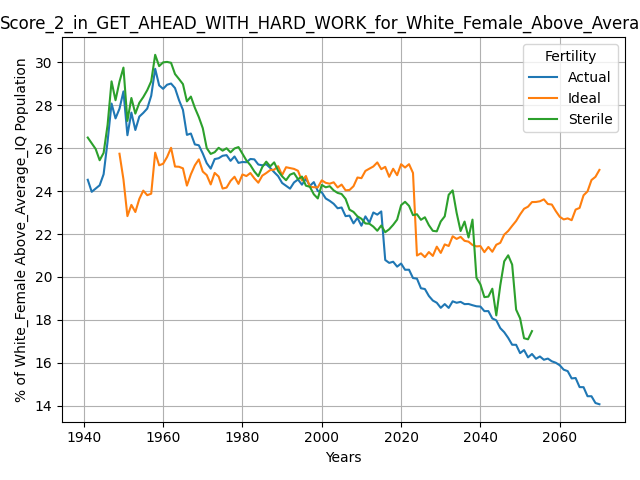 Score_2_in_GET_AHEAD_WITH_HARD_WORK_for_White_Female_Above_Avera
% of White_Female Above_Average_IQ Population
30
28
26
24
22
20
18
16
14
Fertility
Actual
Ideal
Sterile
1940
1960
1980
2000
2020
2040
2060
Years